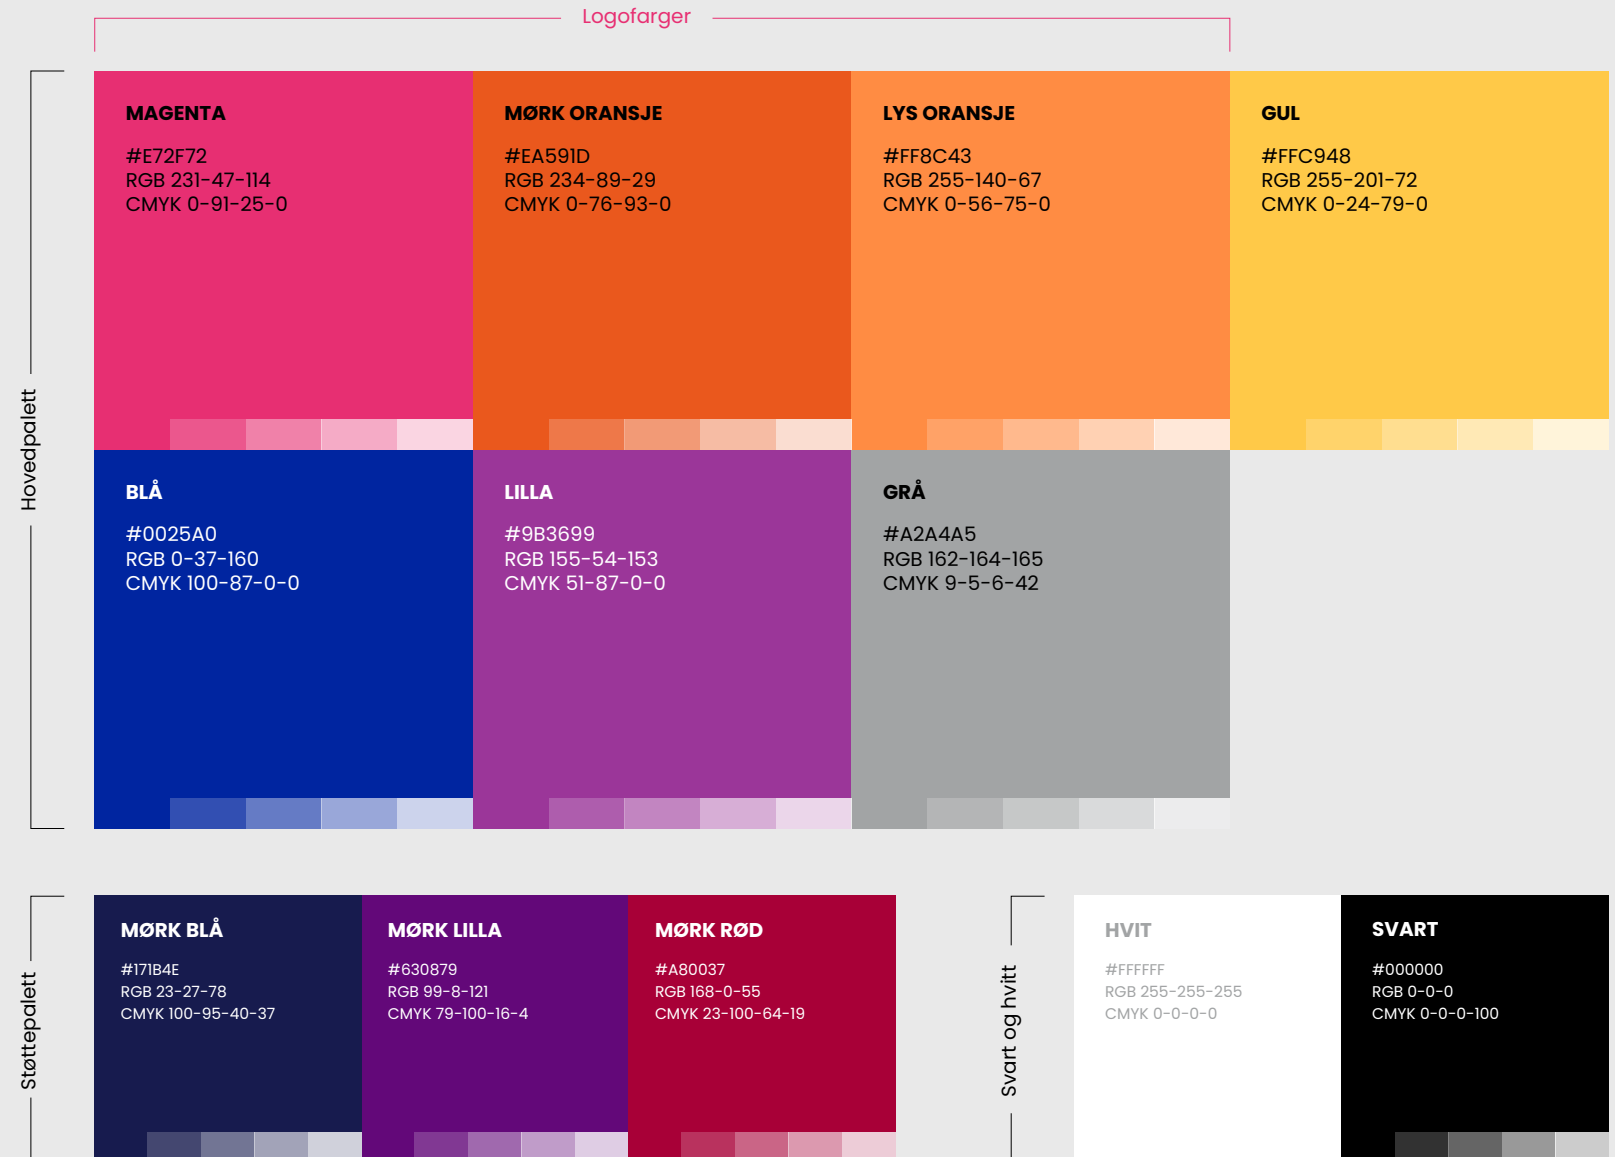 Logofarger
Hovedpalett
MAGENTA
#E72F72
RGB 231-47-114
CMYK 0-91-25-0
MØRK ORANSJE
#EA591D
RGB 234-89-29
CMYK 0-76-93-0
LYS ORANSJE
#FF8C43
RGB 255-140-67
CMYK 0-56-75-0
GUL
#FFC948
RGB 255-201-72
CMYK 0-24-79-0
BLÅ
#0025A0
RGB 0-37-160
CMYK 100-87-0-0
LILLA
#9B3699
RGB 155-54-153
CMYK 51-87-0-0
GRÅ
#A2A4A5
RGB 162-164-165
CMYK 9-5-6-42
Støttepalett
MØRK BLÅ
#171B4E
RGB 23-27-78
CMYK 100-95-40-37
MØRK LILLA
#630879
RGB 99-8-121
CMYK 79-100-16-4
MØRK RØD
#A80037
RGB 168-0-55
CMYK 23-100-64-19
Svart og hvitt
HVIT
#FFFFFF
RGB 255-255-255
CMYK 0-0-0-0
SVART
#000000
RGB 0-0-0
CMYK 0-0-0-100